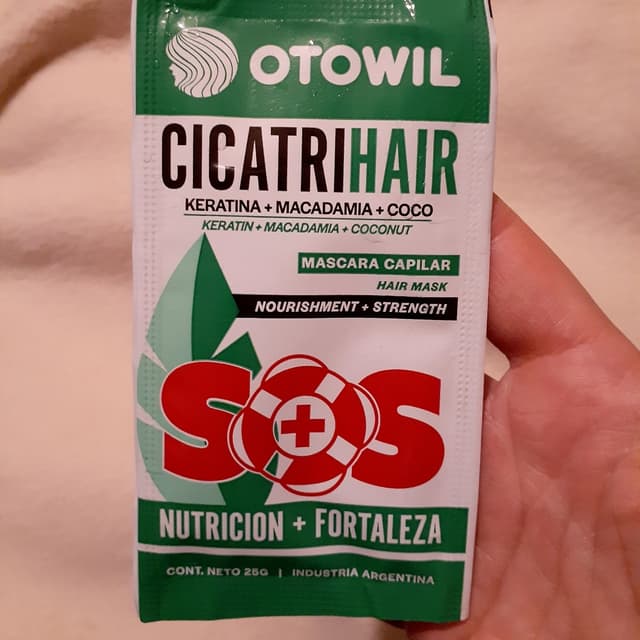 OTOWIL
CICATRIHAIR
KERATINA + MACADAMIA + COCO
KERATIN + MACADAMIA + COCONUT
MASCARA CAPILAR
HAIR MASK
NOURISHMENT + STRENGTH
SOS
NUTRICION + FORTALEZA
CONT. NETO 25G | INDUSTRIA ARGENTINA